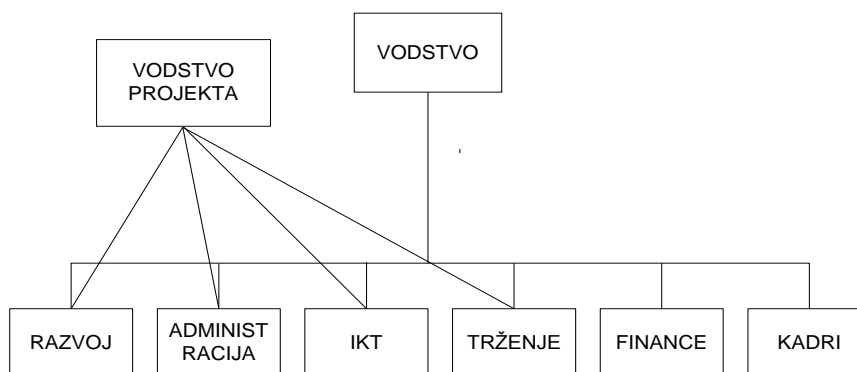 VODSTVO
PROJEKTA
VODSTVO
RAZVOJ
ADMINIST
RACIJA
IKT
TRŽENJE
FINANCE
KADRI